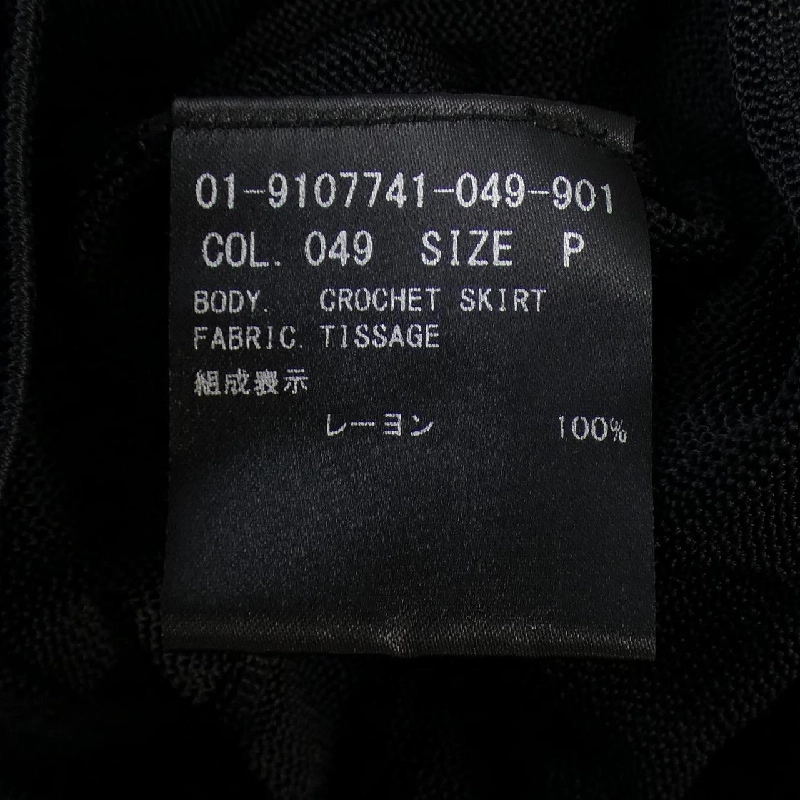 01-9107741-049-901
COL. 049 SIZE P
BODY. CROCHET SKIRT
FABRIC. TISSAGE
組成表示
レーヨン 100%